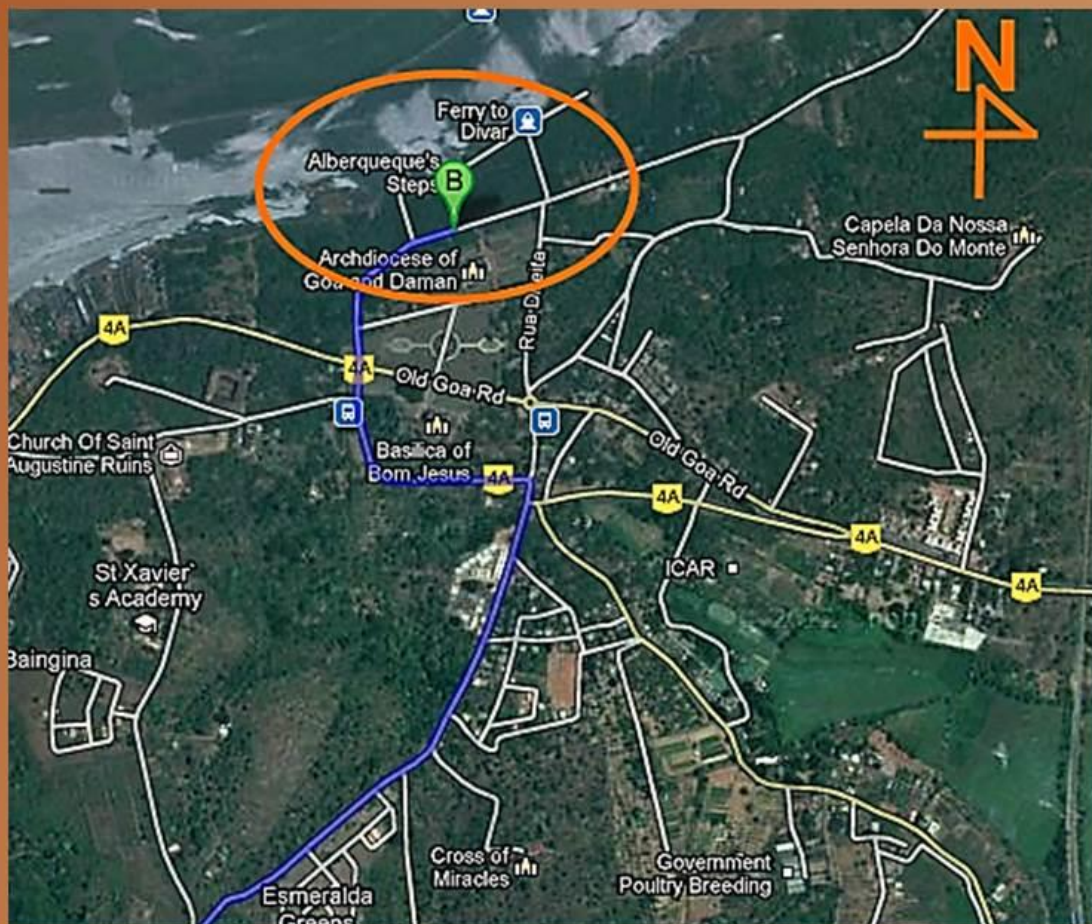 N
Ferry to
Divar
Alberqueque's
Steps
B
Capela Da Nossa
Senhora Do Monte
Archdiocese of
Goa and Daman
Rua Direita
4A
4A
Old Goa Rd
Church Of Saint
Augustine Ruins
Basilica of
Bom Jesus
4A
Old Goa Rd
4A
4A
4A
ICAR
St Xavier'
s Academy
Baingina
Cross of
Miracles
Government
Poultry Breeding
Esmeralda
Greens